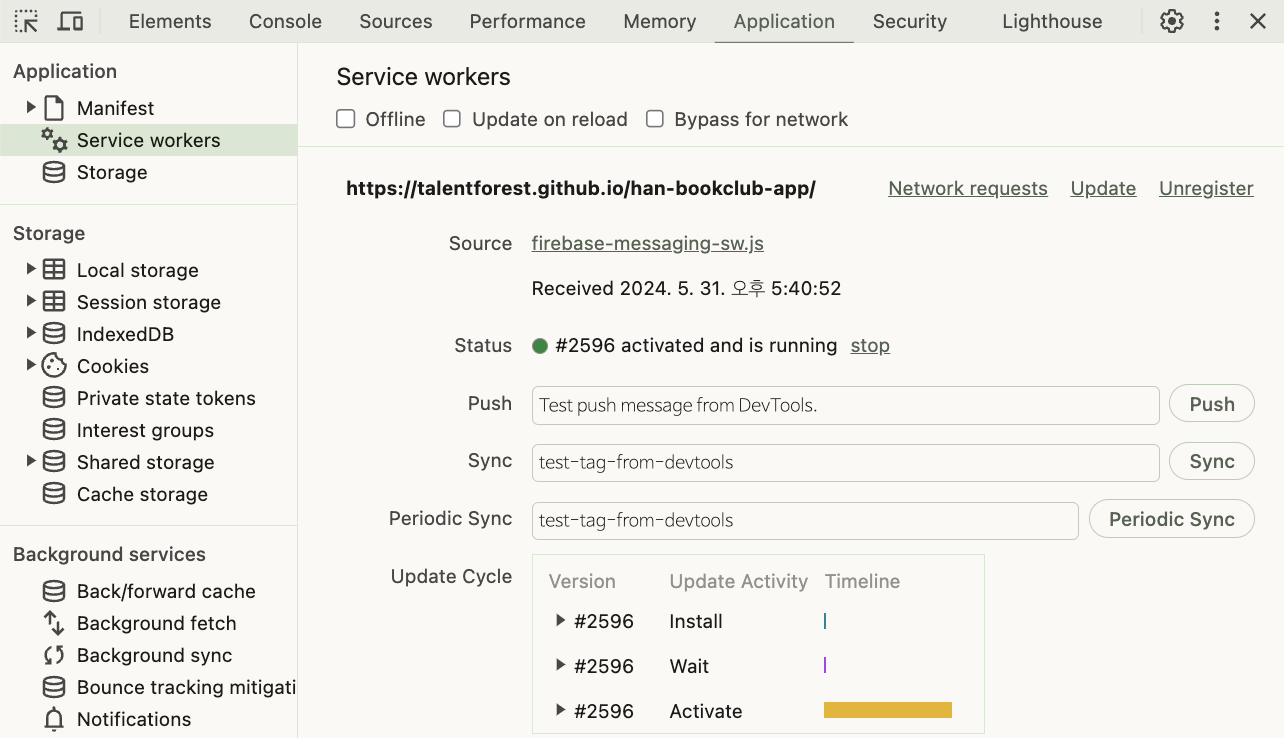 Elements Console Sources Performance Memory Application Security Lighthouse
Application
Manifest
Service workers
Storage
Storage
Local storage
Session storage
IndexedDB
Cookies
Private state tokens
Interest groups
Shared storage
Cache storage
Background services
Back/forward cache
Background fetch
Background sync
Bounce tracking mitigati
Notifications
Service workers
Offline Update on reload Bypass for network
https://talentforest.github.io/han-bookclub-app/ Network requests Update Unregister
Source firebase-messaging-sw.js
Received 2024. 5. 31. 오후 5:40:52
Status #2596 activated and is running stop
Push Test push message from DevTools. Push
Sync test-tag-from-devtools Sync
Periodic Sync test-tag-from-devtools Periodic Sync
Update Cycle Version Update Activity Timeline
#2596 Install
#2596 Wait
#2596 Activate